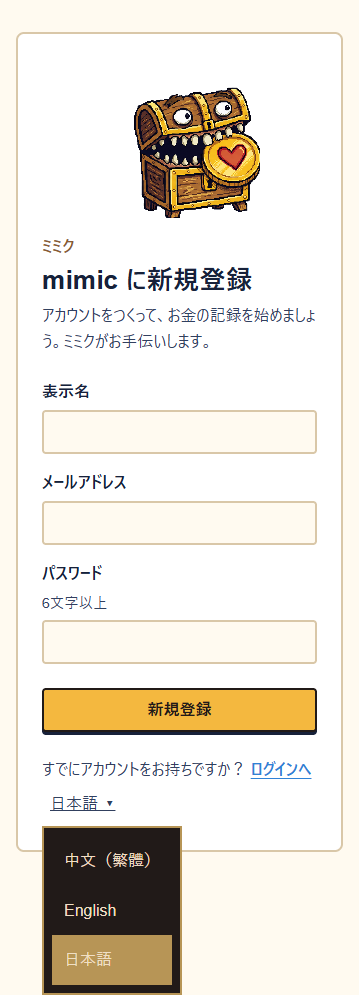 ミミク
mimic に新規登録
アカウントをつくって、お金の記録を始めましょ
う。ミミクがお手伝いします。
表示名
メールアドレス
パスワード
6文字以上
新規登録
すでにアカウントをお持ちですか？ ログインへ
日本語 ▼
中文（繁體）
English
日本語